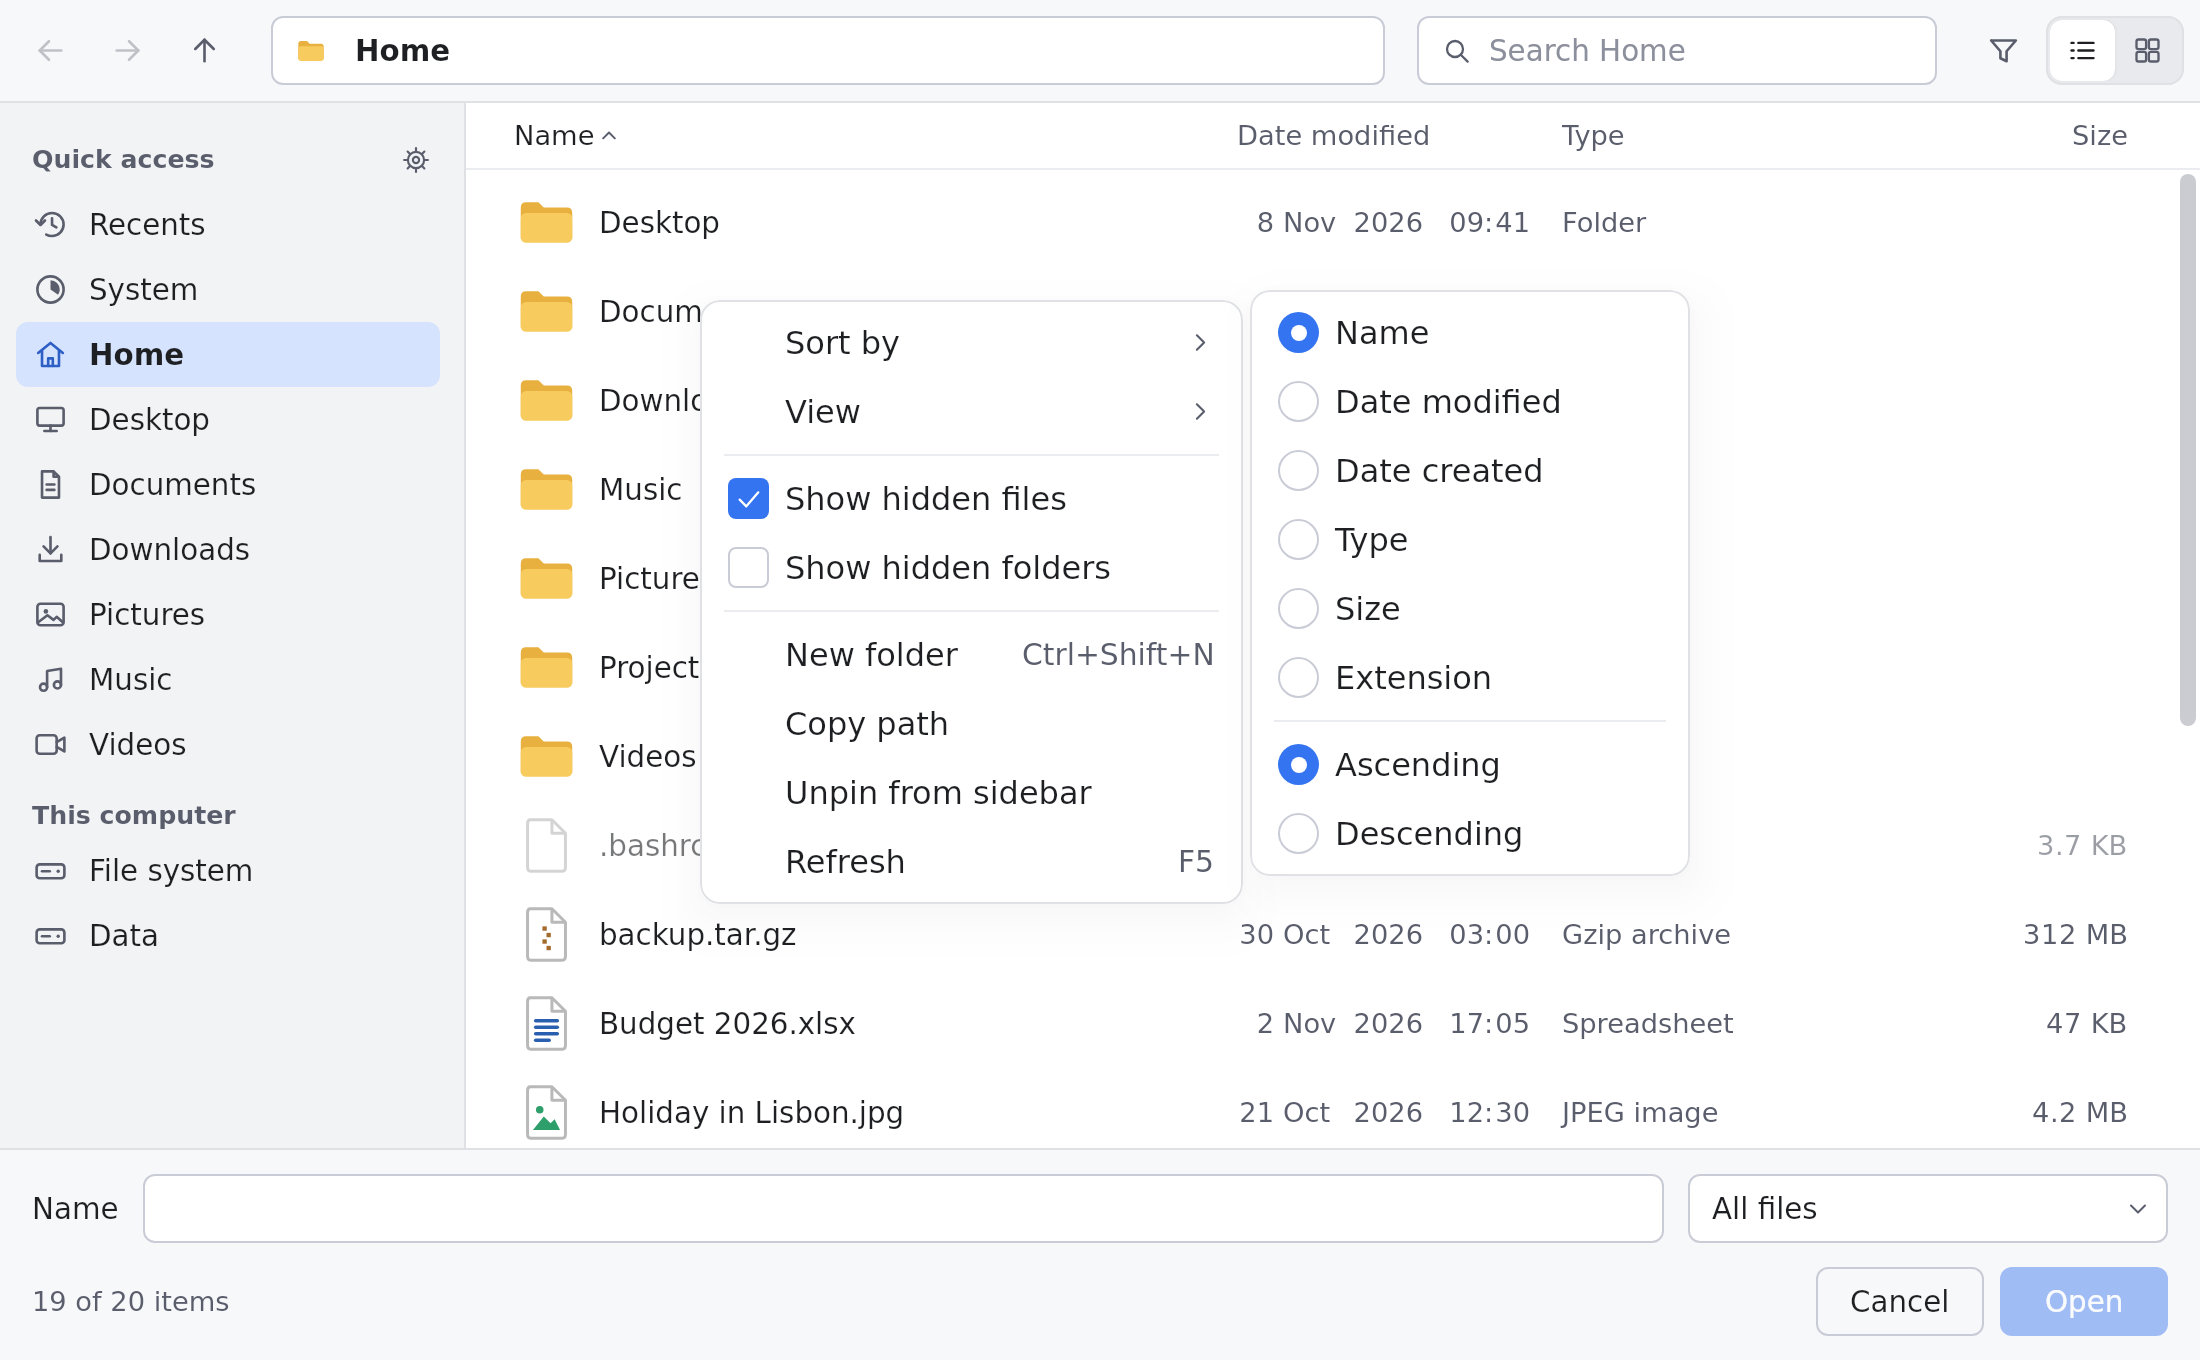 Home
Search Home
Quick access
Recents
System
Home
Desktop
Documents
Downloads
Pictures
Music
Videos
This computer
File system
Data
Name Date modified Type Size
Desktop 8 Nov 2026 09:41 Folder
Docum
Downlo
Music
Picture
Project
Videos
.bashrc 3.7 KB
backup.tar.gz 30 Oct 2026 03:00 Gzip archive 312 MB
Budget 2026.xlsx 2 Nov 2026 17:05 Spreadsheet 47 KB
Holiday in Lisbon.jpg 21 Oct 2026 12:30 JPEG image 4.2 MB
Sort by
View
Show hidden files
Show hidden folders
New folder Ctrl+Shift+N
Copy path
Unpin from sidebar
Refresh F5
Name
Date modified
Date created
Type
Size
Extension
Ascending
Descending
Name
All files
19 of 20 items
Cancel
Open